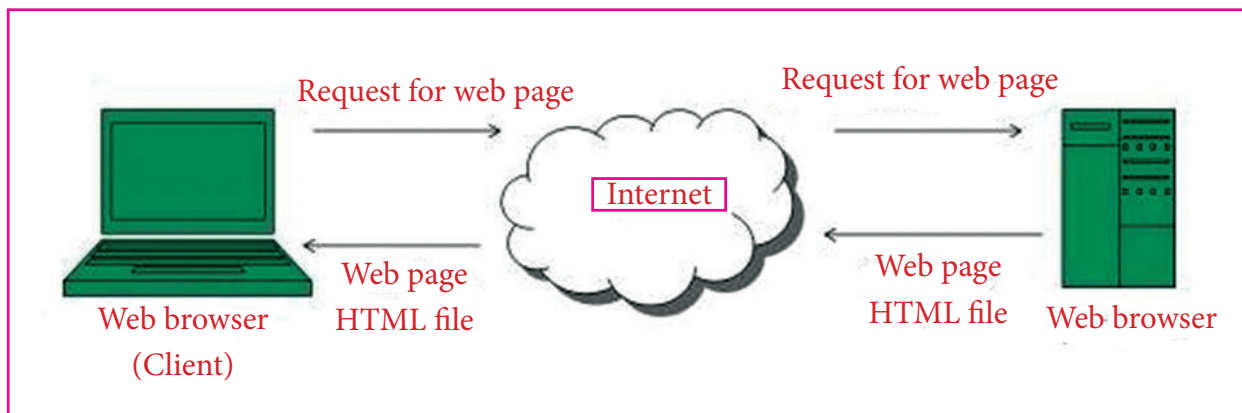 Request for web page
Request for web page
Internet
Web page
HTML file
Web page
HTML file
Web browser
(Client)
Web browser